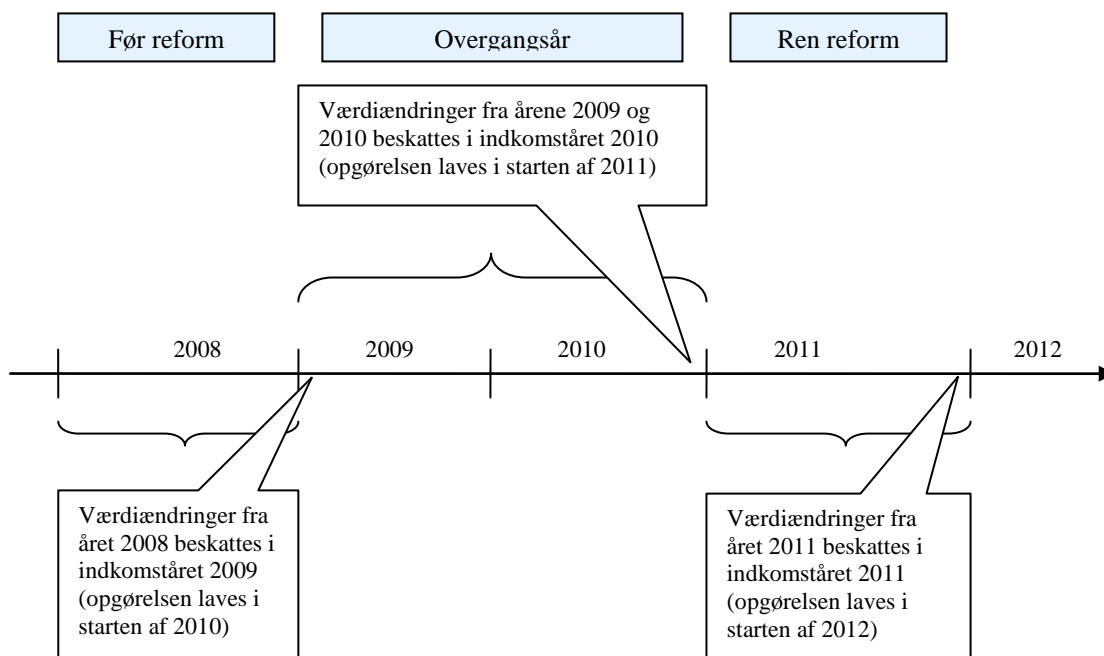 Før reform
Overgangsår
Ren reform
Værdiændringer fra årene 2009 og
2010 beskattes i indkomståret 2010
(opgørelsen laves i starten af 2011)
2008
2009
2010
2011
2012
Værdiændringer fra
året 2008 beskattes i
indkomståret 2009
(opgørelsen laves i
starten af 2010)
Værdiændringer fra
året 2011 beskattes i
indkomståret 2011
(opgørelsen laves i
starten af 2012)